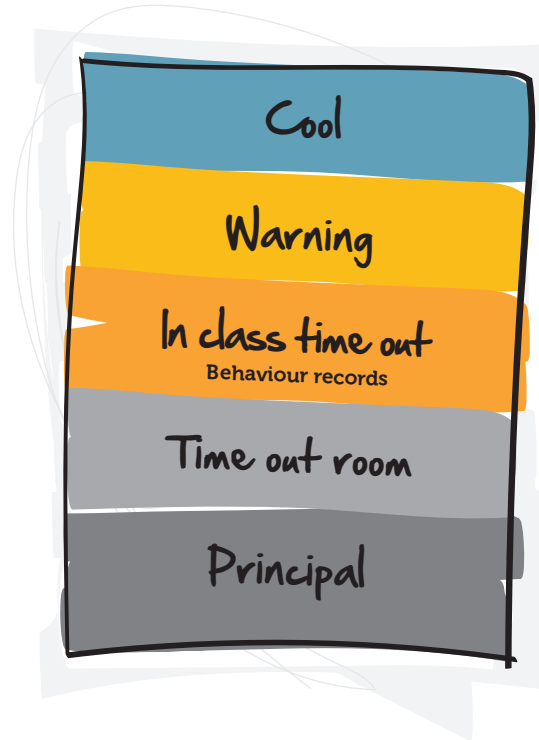 Cool
Warning
In class time out
Behaviour records
Time out room
Principal